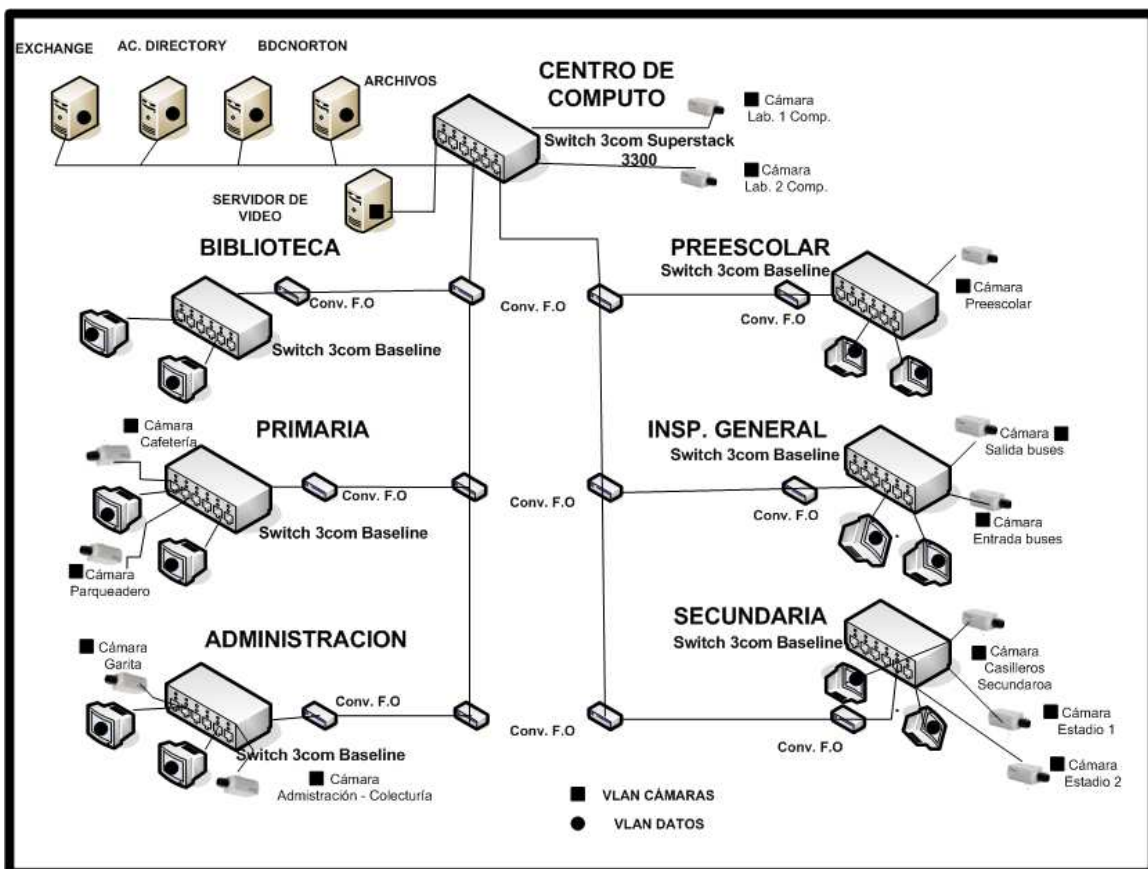 EXCHANGE
AC. DIRECTORY
BDCNORTON
ARCHIVOS
CENTRO DE
COMPUTO
Switch 3com Superstack
3300
Cámara
Lab. 1 Comp.
Cámara
Lab. 2 Comp.
SERVIDOR DE
VIDEO
BIBLIOTECA
Conv. F.O
Switch 3com Baseline
Conv. F.O
PREESCOLAR
Switch 3com Baseline
Conv. F.O
Cámara
Preescolar
PRIMARIA
Cámara
Cafetería
Conv. F.O
Switch 3com Baseline
Cámara
Parqueadero
Conv. F.O
INSP. GENERAL
Switch 3com Baseline
Conv. F.O
Cámara
Salida buses
Cámara
Entrada buses
ADMINISTRACION
Cámara
Garita
Conv. F.O
Switch 3com Baseline
Cámara
Admistración - Colecturía
Conv. F.O
SECUNDARIA
Switch 3com Baseline
Conv. F.O
Cámara
Casilleros
Secundaroa
Cámara
Estadio 1
Cámara
Estadio 2
VLAN CÁMARAS
VLAN DATOS